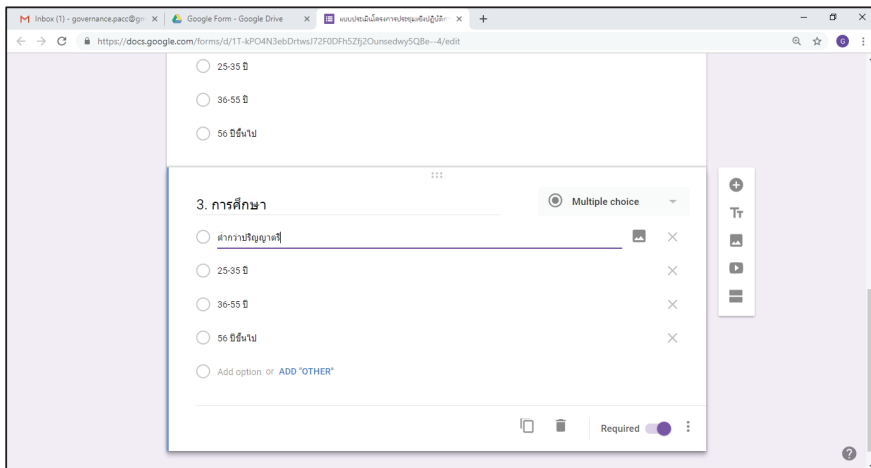 Inbox (1) - governance.pacc@gm
Google Form - Google Drive
แบบประเมินโครงการประชุมเชิงปฏิบัติการ
https://docs.google.com/forms/d/1T-kPO4N3ebDrtwsJ72F0DFh5Zfj2Ounsedwy5QBe--4/edit
G
25-35 ปี
36-55 ปี
56 ปีขึ้นไป
3. การศึกษา
Multiple choice
ต่ำกว่าปริญญาตรี
25-35 ปี
36-55 ปี
56 ปีขึ้นไป
Add option or ADD "OTHER"
Required